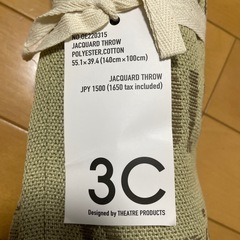 NO.OE220315
JACQUARD THROW
POLYESTER,COTTON
55.1×39.4 (140cm×100cm)
JACQUARD THROW
JPY 1500 (1650 tax included)
3C
Designed by THEATRE PRODUCTS